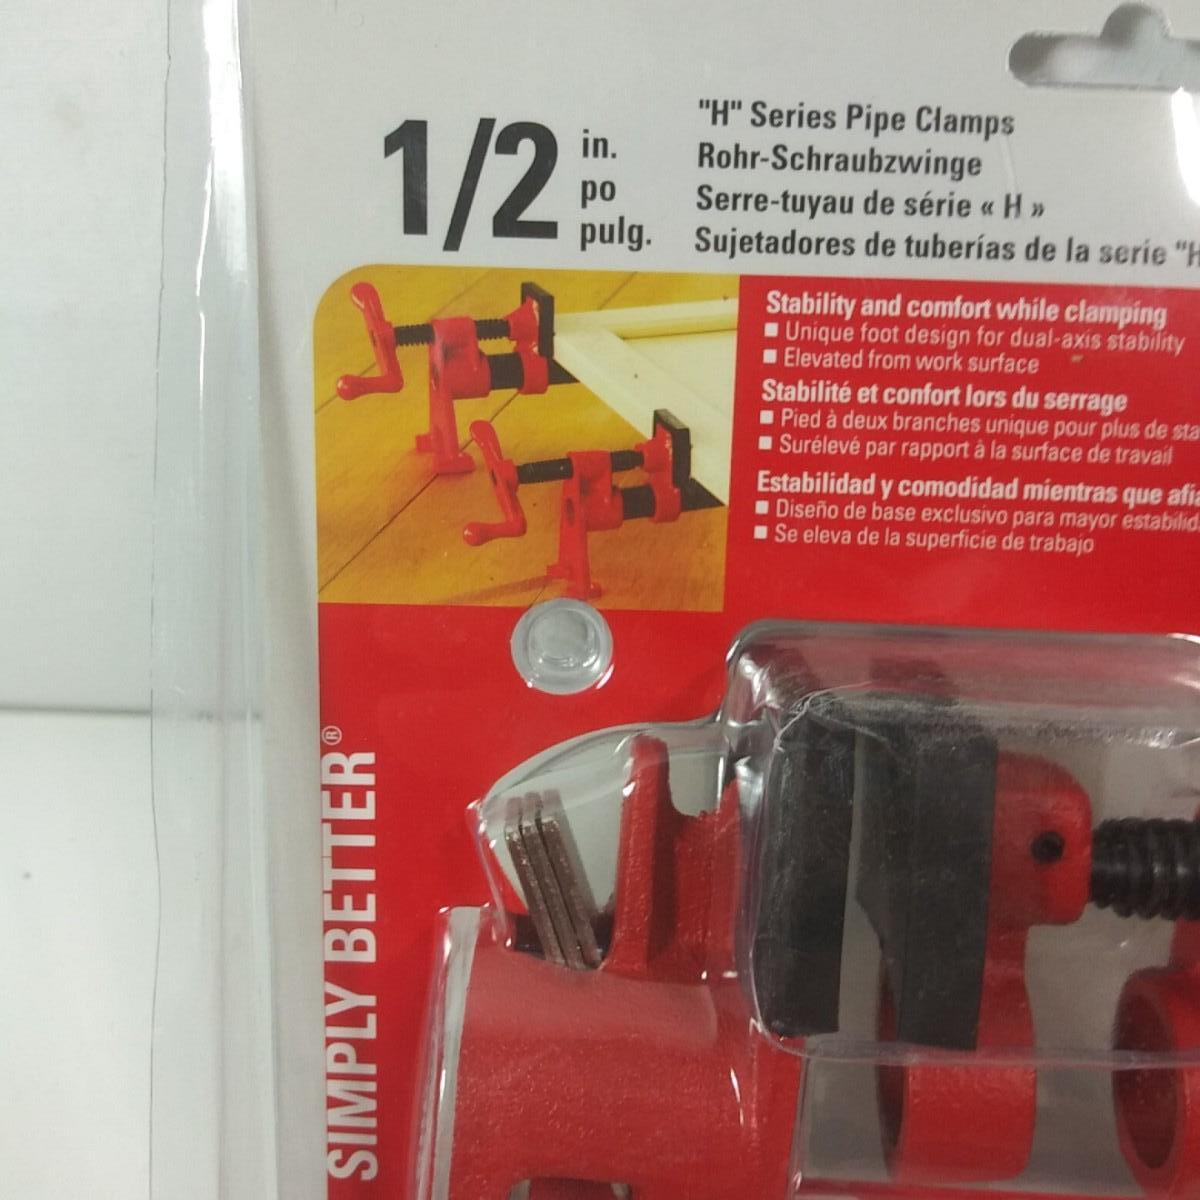 1/2 in.
po
pulg.
"H" Series Pipe Clamps
Rohr-Schraubzwinge
Serre-tuyau de série « H »
Sujetadores de tuberías de la serie "H
Stability and comfort while clamping
■ Unique foot design for dual-axis stability
■ Elevated from work surface
Stabilité et confort lors du serrage
■ Pied à deux branches unique pour plus de sta
■ Surélevé par rapport à la surface de travail
Estabilidad y comodidad mientras que afi
■ Diseño de base exclusivo para mayor estabilid
■ Se eleva de la superficie de trabajo
SIMPLY BETTER®